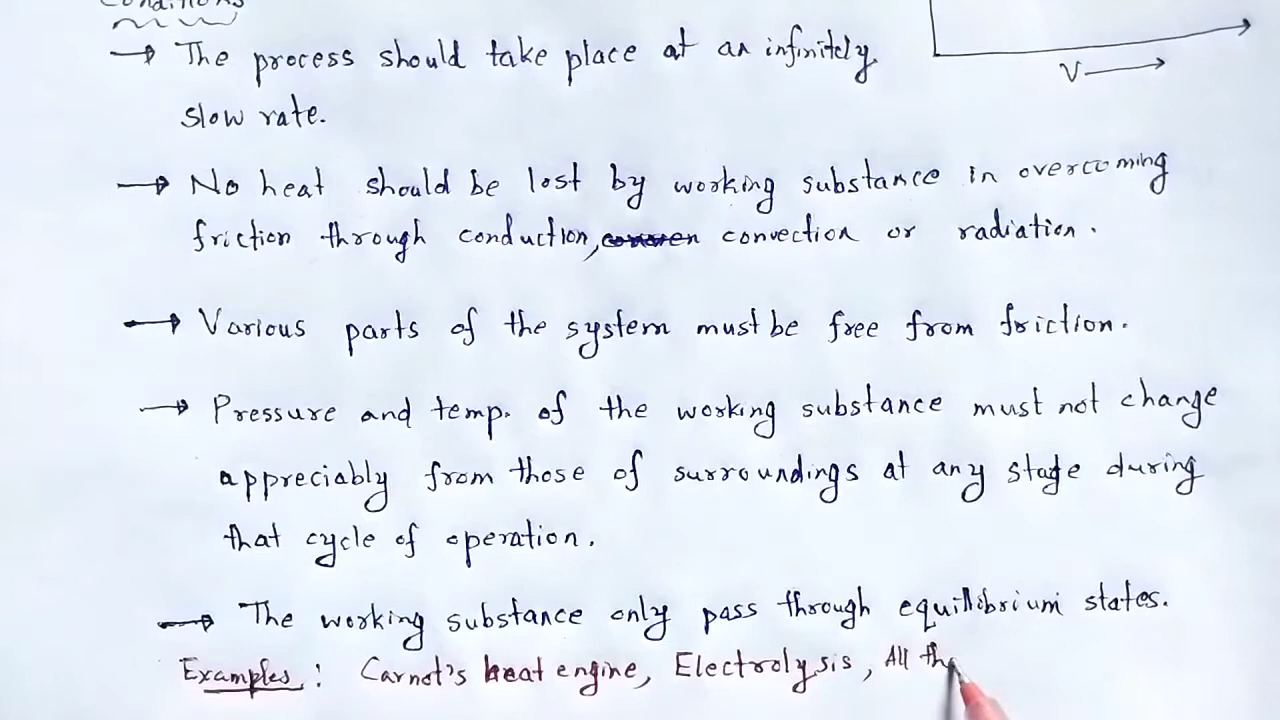 Conditions
→ The process should take place at an infinitely
V →
slow rate.
→ No heat should be lost by working substance in overcoming
friction through conduction, convection or radiation.
→ Various parts of the system must be free from friction.
→ Pressure and temp. of the working substance must not change
appreciably from those of surroundings at any stage during
that cycle of operation.
→ The working substance only pass through equilibrium states.
Examples : Carnot's heat engine, Electrolysis, All th